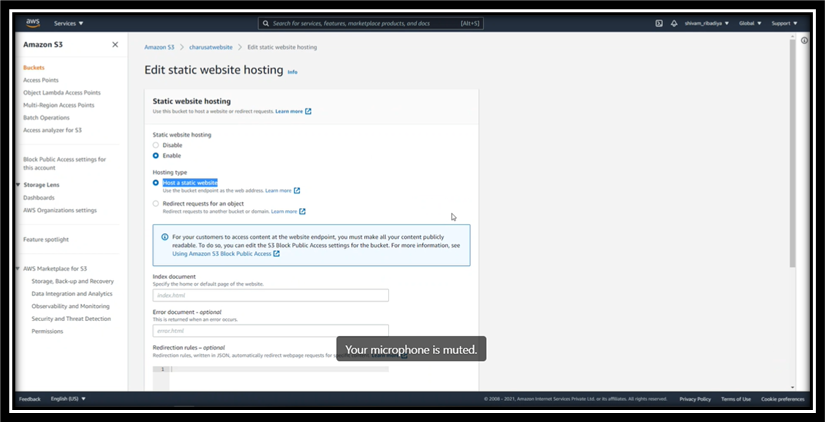 aws Services ▼ Search for services, features, marketplace products, and docs [Alt+S] shivam_ribadiya ▼ Global ▼ Support ▼
Amazon S3
Buckets
Access Points
Object Lambda Access Points
Multi-Region Access Points
Batch Operations
Access analyzer for S3
Block Public Access settings for
this account
Storage Lens
Dashboards
AWS Organizations settings
Feature spotlight
AWS Marketplace for S3
Storage, Back-up and Recovery
Data Integration and Analytics
Observability and Monitoring
Security and Threat Detection
Permissions
Amazon S3 > charusatwebsite > Edit static website hosting
Edit static website hosting Info
Static website hosting
Use this bucket to host a website or redirect requests. Learn more
Static website hosting
Disable
Enable
Hosting type
Host a static website
Use the bucket endpoint as the web address. Learn more
Redirect requests for an object
Redirect requests to another bucket or domain. Learn more
For your customers to access content at the website endpoint, you must make all your content publicly
readable. To do so, you can edit the S3 Block Public Access settings for the bucket. For more information, see
Using Amazon S3 Block Public Access
Index document
Specify the home or default page of the website.
index.html
Error document - optional
This is returned when an error occurs.
error.html
Your microphone is muted.
Redirection rules – optional
Redirection rules, written in JSON, automatically redirect webpage requests for
1
Feedback English (US) ▼ © 2008 - 2021, Amazon Internet Services Private Ltd. or its affiliates. All rights reserved. Privacy Policy Terms of Use Cookie preferences